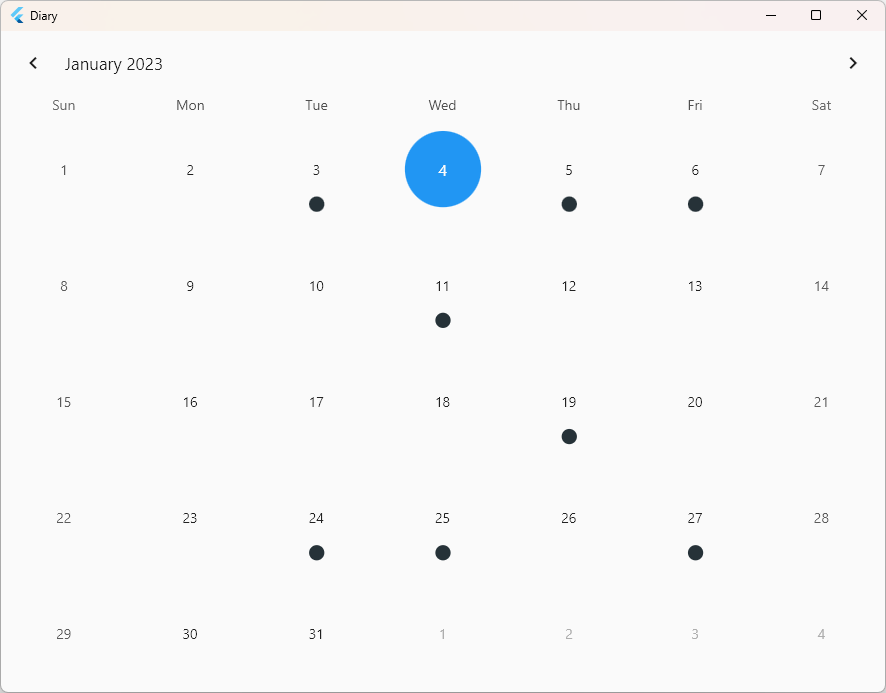 Diary
January 2023
Sun Mon Tue Wed Thu Fri Sat
1 2 3 4 5 6 7
8 9 10 11 12 13 14
15 16 17 18 19 20 21
22 23 24 25 26 27 28
29 30 31 1 2 3 4